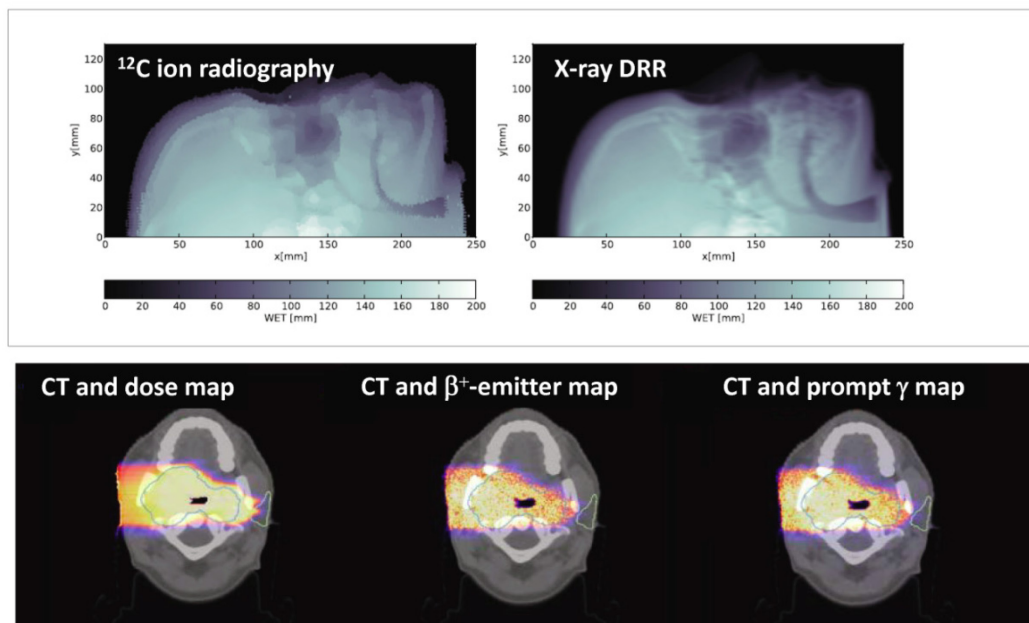 ¹²C ion radiography
X-ray DRR
120
100
80
60
40
20
0
y[mm]
0 50 100 150 200 250
x[mm]
120
100
80
60
40
20
0
y[mm]
0 50 100 150 200 250
x[mm]
0 20 40 60 80 100 120 140 160 180 200
WET [mm]
0 20 40 60 80 100 120 140 160 180 200
WET [mm]
CT and dose map
CT and β⁺-emitter map
CT and prompt γ map